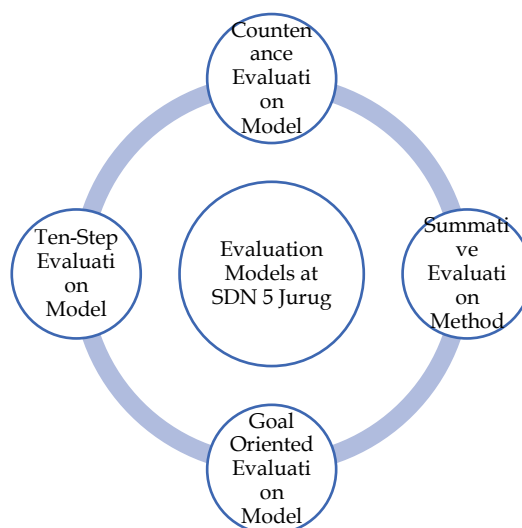 Counten
ance
Evaluati
on
Model
Ten-Step
Evaluati
on
Model
Evaluation
Models at
SDN 5 Jurug
Summati
ve
Evaluati
on
Method
Goal
Oriented
Evaluati
on
Model